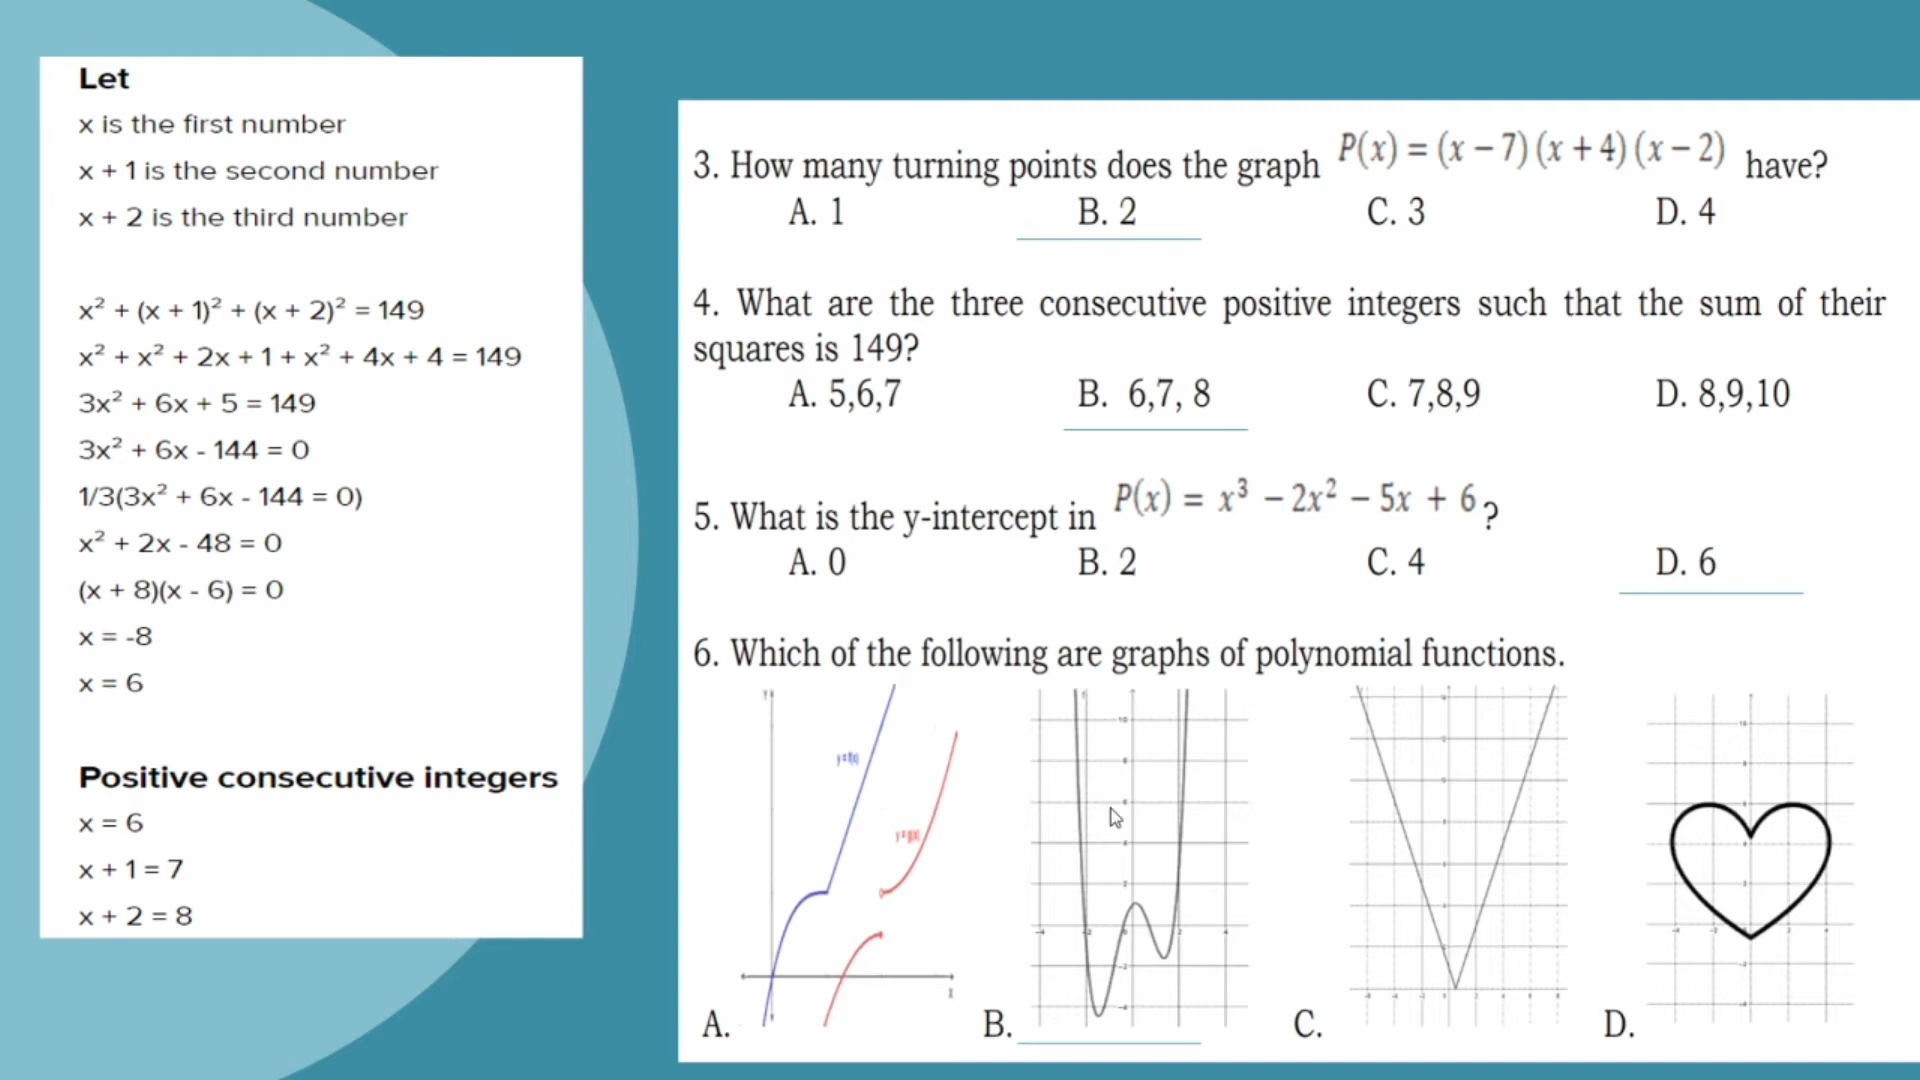 Let
x is the first number
x + 1 is the second number
x + 2 is the third number
x² + (x + 1)² + (x + 2)² = 149
x² + x² + 2x + 1 + x² + 4x + 4 = 149
3x² + 6x + 5 = 149
3x² + 6x - 144 = 0
1/3(3x² + 6x - 144 = 0)
x² + 2x - 48 = 0
(x + 8)(x - 6) = 0
x = -8
x = 6
Positive consecutive integers
x = 6
x + 1 = 7
x + 2 = 8
3. How many turning points does the graph P(x) = (x – 7) (x + 4) (x – 2) have?
A. 1 B. 2 C. 3 D. 4
4. What are the three consecutive positive integers such that the sum of their
squares is 149?
A. 5,6,7 B. 6,7, 8 C. 7,8,9 D. 8,9,10
5. What is the y-intercept in P(x) = x³ – 2x² – 5x + 6 ?
A. 0 B. 2 C. 4 D. 6
6. Which of the following are graphs of polynomial functions.
y = f(x)
y = g(x)
X
A. B. C. D.